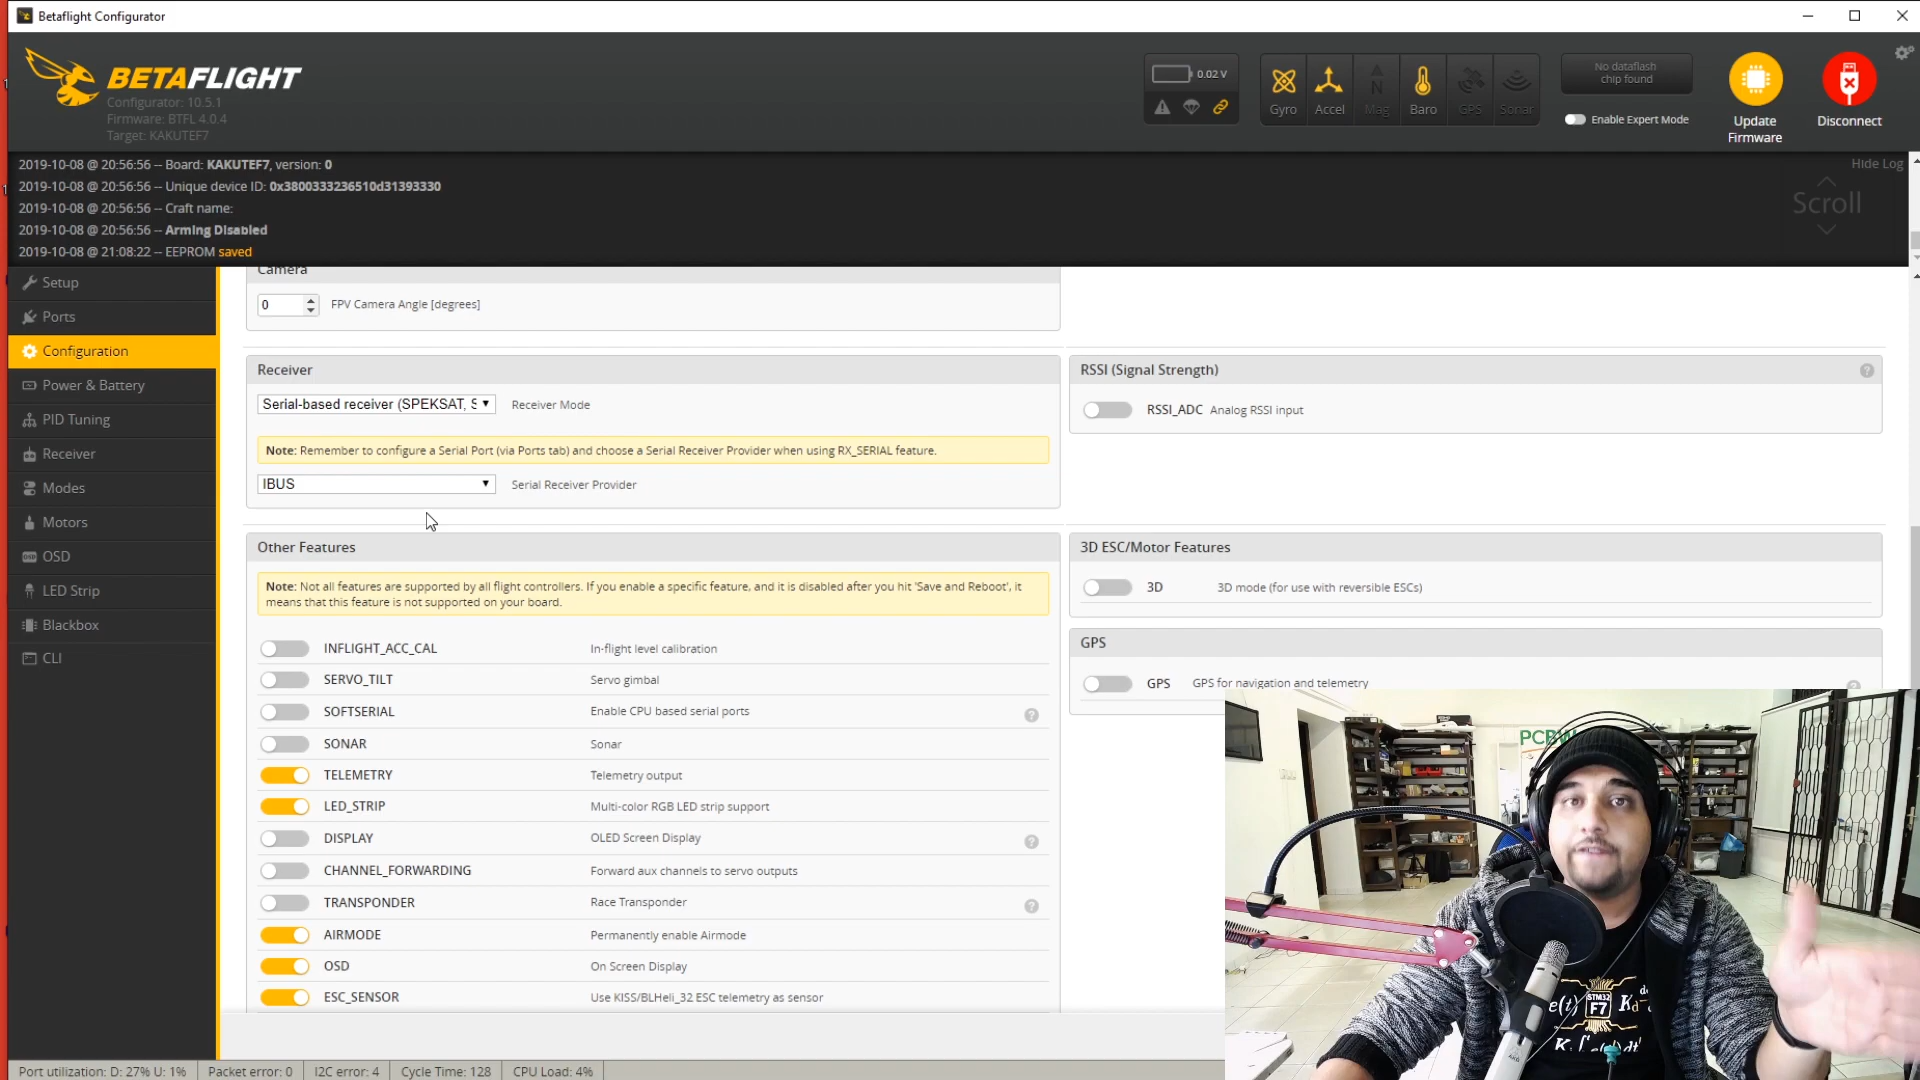 Betaflight Configurator
BETAFLIGHT
Configurator: 10.5.1
Firmware: BTFL 4.0.4
Target: KAKUTEF7
0.02 V
Gyro
Accel
Mag
Baro
GPS
Sonar
No dataflash
chip found
Enable Expert Mode
Update
Firmware
Disconnect
2019-10-08 @ 20:56:56 -- Board: KAKUTEF7, version: 0
2019-10-08 @ 20:56:56 -- Unique device ID: 0x3800333236510d31393330
2019-10-08 @ 20:56:56 -- Craft name:
2019-10-08 @ 20:56:56 -- Arming Disabled
2019-10-08 @ 21:08:22 -- EEPROM saved
Hide Log
Scroll
Setup
Ports
Configuration
Power & Battery
PID Tuning
Receiver
Modes
Motors
OSD
LED Strip
Blackbox
CLI
Camera
0 FPV Camera Angle [degrees]
Receiver
Serial-based receiver (SPEKSAT, S Receiver Mode
Note: Remember to configure a Serial Port (via Ports tab) and choose a Serial Receiver Provider when using RX_SERIAL feature.
IBUS Serial Receiver Provider
RSSI (Signal Strength)
RSSI_ADC Analog RSSI input
Other Features
Note: Not all features are supported by all flight controllers. If you enable a specific feature, and it is disabled after you hit 'Save and Reboot', it
means that this feature is not supported on your board.
INFLIGHT_ACC_CAL In-flight level calibration
SERVO_TILT Servo gimbal
SOFTSERIAL Enable CPU based serial ports
SONAR Sonar
TELEMETRY Telemetry output
LED_STRIP Multi-color RGB LED strip support
DISPLAY OLED Screen Display
CHANNEL_FORWARDING Forward aux channels to servo outputs
TRANSPONDER Race Transponder
AIRMODE Permanently enable Airmode
OSD On Screen Display
ESC_SENSOR Use KISS/BLHeli_32 ESC telemetry as sensor
3D ESC/Motor Features
3D 3D mode (for use with reversible ESCs)
GPS
GPS GPS for navigation and telemetry
PCBW
STM32
F7
Port utilization: D: 27% U: 1%
Packet error: 0
I2C error: 4
Cycle Time: 128
CPU Load: 4%